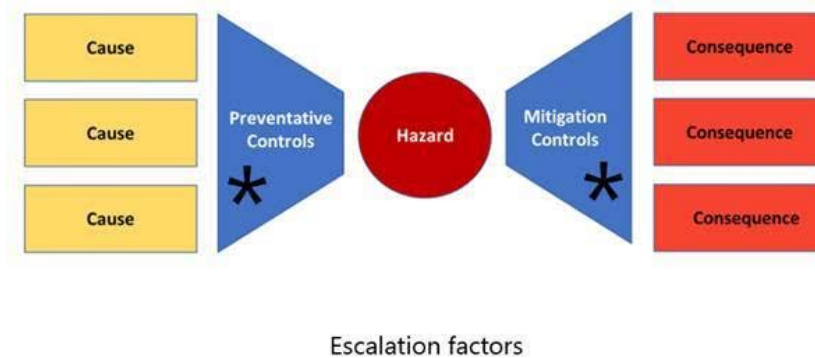 Cause
Cause
Cause
Preventative
Controls
*
Hazard
Mitigation
Controls
*
Consequence
Consequence
Consequence
Escalation factors